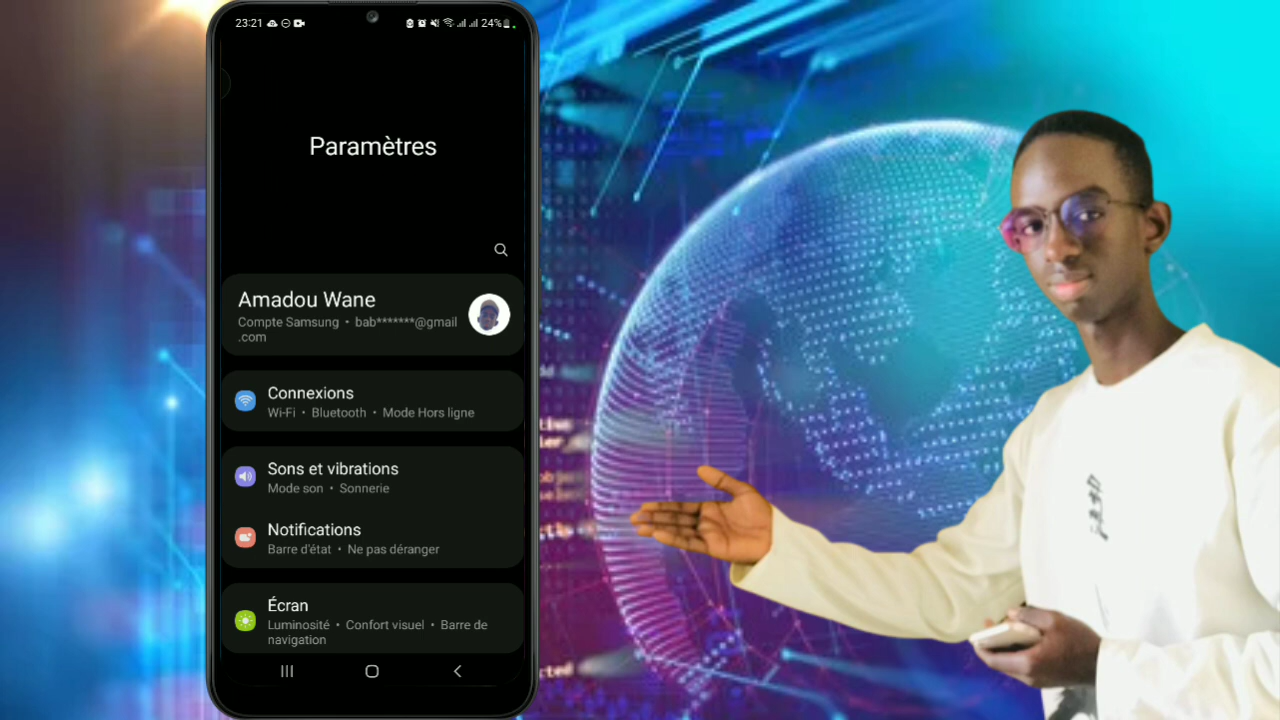 23:21
24%
Paramètres
Amadou Wane
Compte Samsung • bab*******@gmail
.com
Connexions
Wi-Fi • Bluetooth • Mode Hors ligne
Sons et vibrations
Mode son • Sonnerie
Notifications
Barre d'état • Ne pas déranger
Écran
Luminosité • Confort visuel • Barre de
navigation